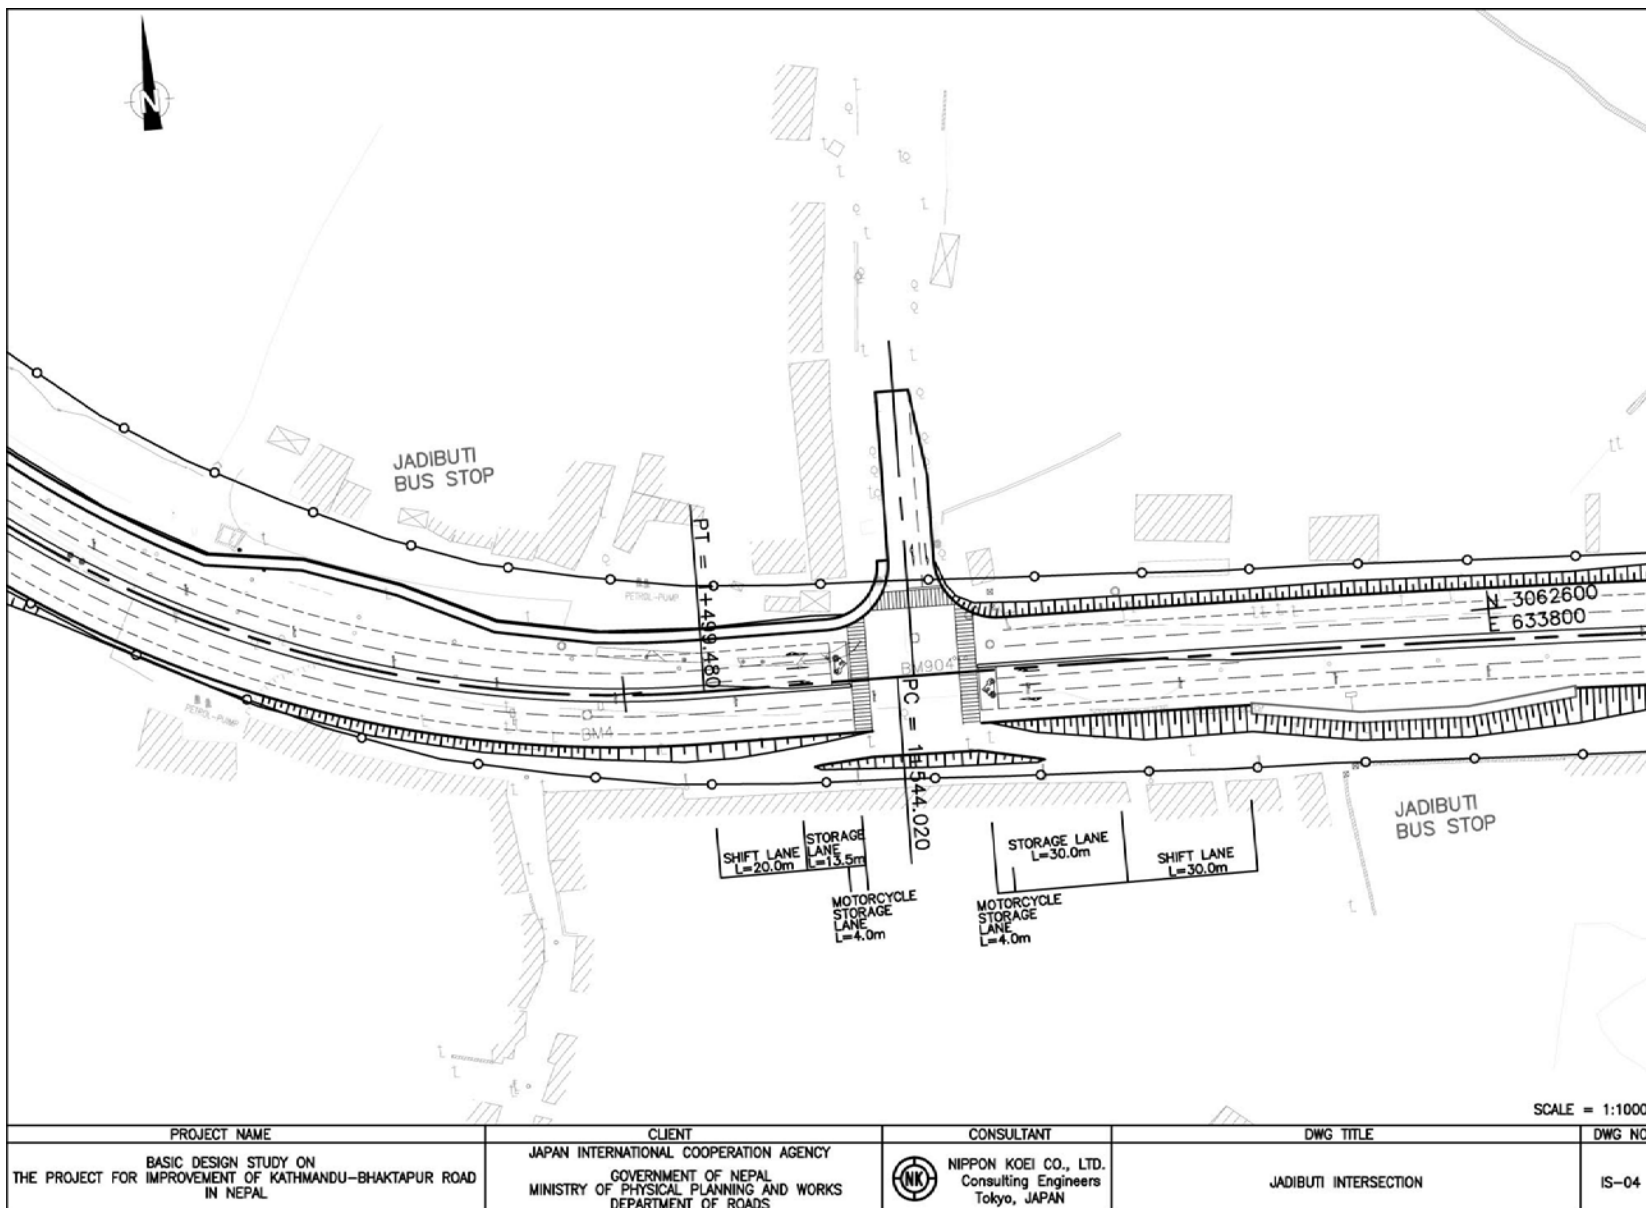 N
JADIBUTI
BUS STOP
PT = 1+499.480
PETROL-PUMP
N 3062600
E 633800
BM904
PC = 1+544.020
PETROL-PUMP
BM4
JADIBUTI
BUS STOP
SHIFT LANE
L=20.0m
STORAGE
LANE
L=13.5m
MOTORCYCLE
STORAGE
LANE
L=4.0m
STORAGE LANE
L=30.0m
SHIFT LANE
L=30.0m
MOTORCYCLE
STORAGE
LANE
L=4.0m
SCALE = 1:1000
PROJECT NAME
BASIC DESIGN STUDY ON
THE PROJECT FOR IMPROVEMENT OF KATHMANDU-BHAKTAPUR ROAD
IN NEPAL
CLIENT
JAPAN INTERNATIONAL COOPERATION AGENCY
GOVERNMENT OF NEPAL
MINISTRY OF PHYSICAL PLANNING AND WORKS
DEPARTMENT OF ROADS
CONSULTANT
NK
NIPPON KOEI CO., LTD.
Consulting Engineers
Tokyo, JAPAN
DWG TITLE
JADIBUTI INTERSECTION
DWG NO
IS-04